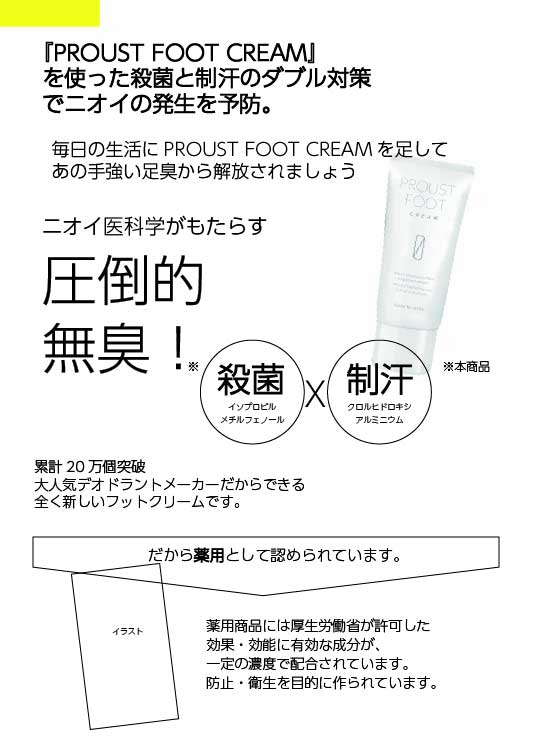 『PROUST FOOT CREAM』
を使った殺菌と制汗のダブル対策
でニオイの発生を予防。
毎日の生活に PROUST FOOT CREAM を足して
あの手強い足臭から解放されましょう
PROUST
FOOT
CREAM
ニオイ医科学がもたらす
圧倒的
無臭！※
殺菌
イソプロピル
メチルフェノール
X
制汗
クロルヒドロキシ
アルミニウム
※本商品
累計 20 万個突破
大人気デオドラントメーカーだからできる
全く新しいフットクリームです。
だから薬用として認められています。
イラスト
薬用商品には厚生労働省が許可した
効果・効能に有効な成分が、
一定の濃度で配合されています。
防止・衛生を目的に作られています。